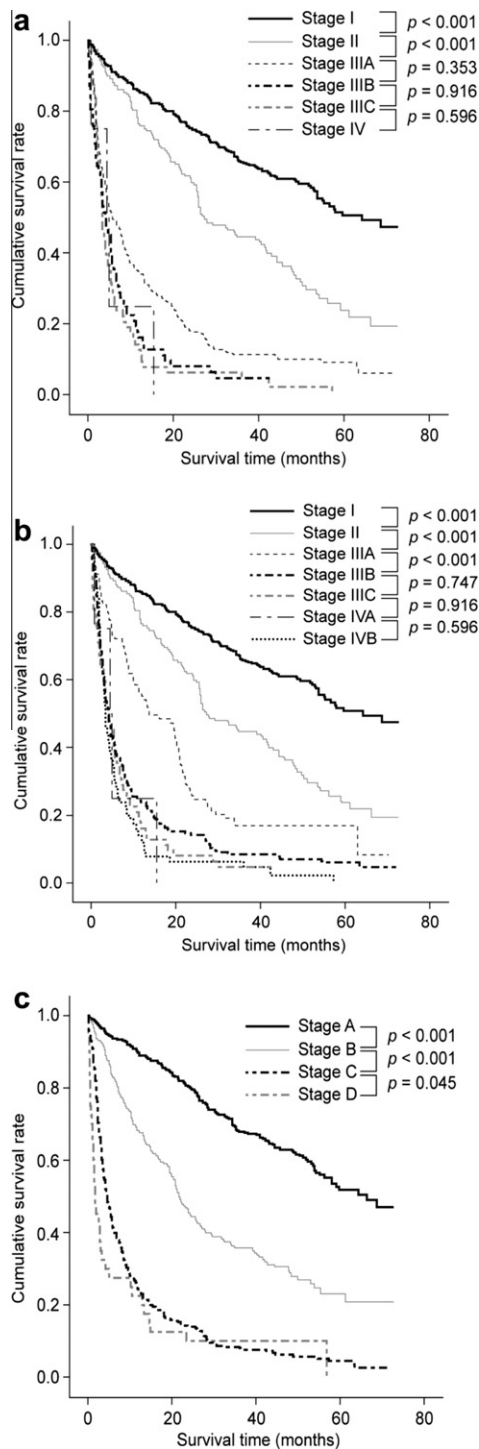 a
Stage I
Stage II
Stage IIIA
Stage IIIB
Stage IIIC
Stage IV
p < 0.001
p < 0.001
p = 0.353
p = 0.916
p = 0.596
Cumulative survival rate
1.0
0.8
0.6
0.4
0.2
0.0
0 20 40 60 80
Survival time (months)
b
Stage I
Stage II
Stage IIIA
Stage IIIB
Stage IIIC
Stage IVA
Stage IVB
p < 0.001
p < 0.001
p < 0.001
p = 0.747
p = 0.916
p = 0.596
Cumulative survival rate
1.0
0.8
0.6
0.4
0.2
0.0
0 20 40 60 80
Survival time (months)
c
Stage A
Stage B
Stage C
Stage D
p < 0.001
p < 0.001
p = 0.045
Cumulative survival rate
1.0
0.8
0.6
0.4
0.2
0.0
0 20 40 60 80
Survival time (months)